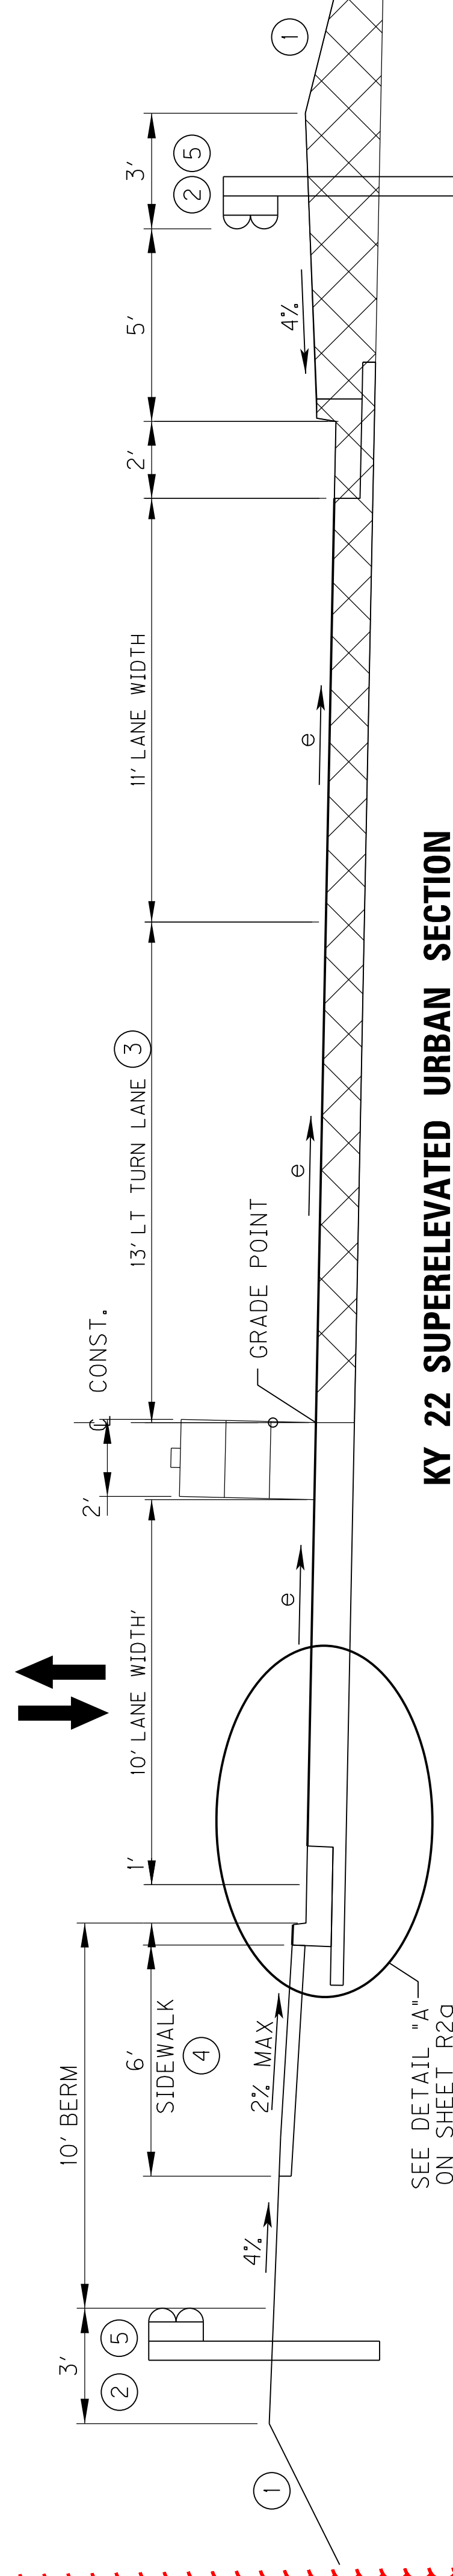 3'
10' BERM
② ⑤
6'
SIDEWALK
④
1'
10' LANE WIDTH'
2'
℄ CONST.
13' LT TURN LANE ③
11' LANE WIDTH
2'
5'
3'
② ⑤
①
①
4%
2% MAX
e
GRADE POINT
e
e
4%
SEE DETAIL "A"
ON SHEET R2a
KY 22 SUPERELEVATED URBAN SECTION